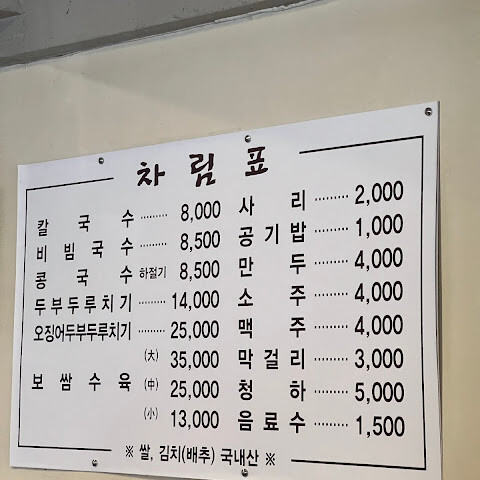 차림표
칼국수 ········· 8,000
비빔국수 ········· 8,500
콩국수 하절기 8,500
두부두루치기 ········· 14,000
오징어두부두루치기 ········· 25,000
보쌈수육 (大) 35,000
(中) 25,000
(小) 13,000
사리 ········· 2,000
공기밥 ········· 1,000
만두 ········· 4,000
소주 ········· 4,000
맥주 ········· 4,000
막걸리 ········· 3,000
청하 ········· 5,000
음료수 ········· 1,500
※ 쌀, 김치(배추) 국내산 ※